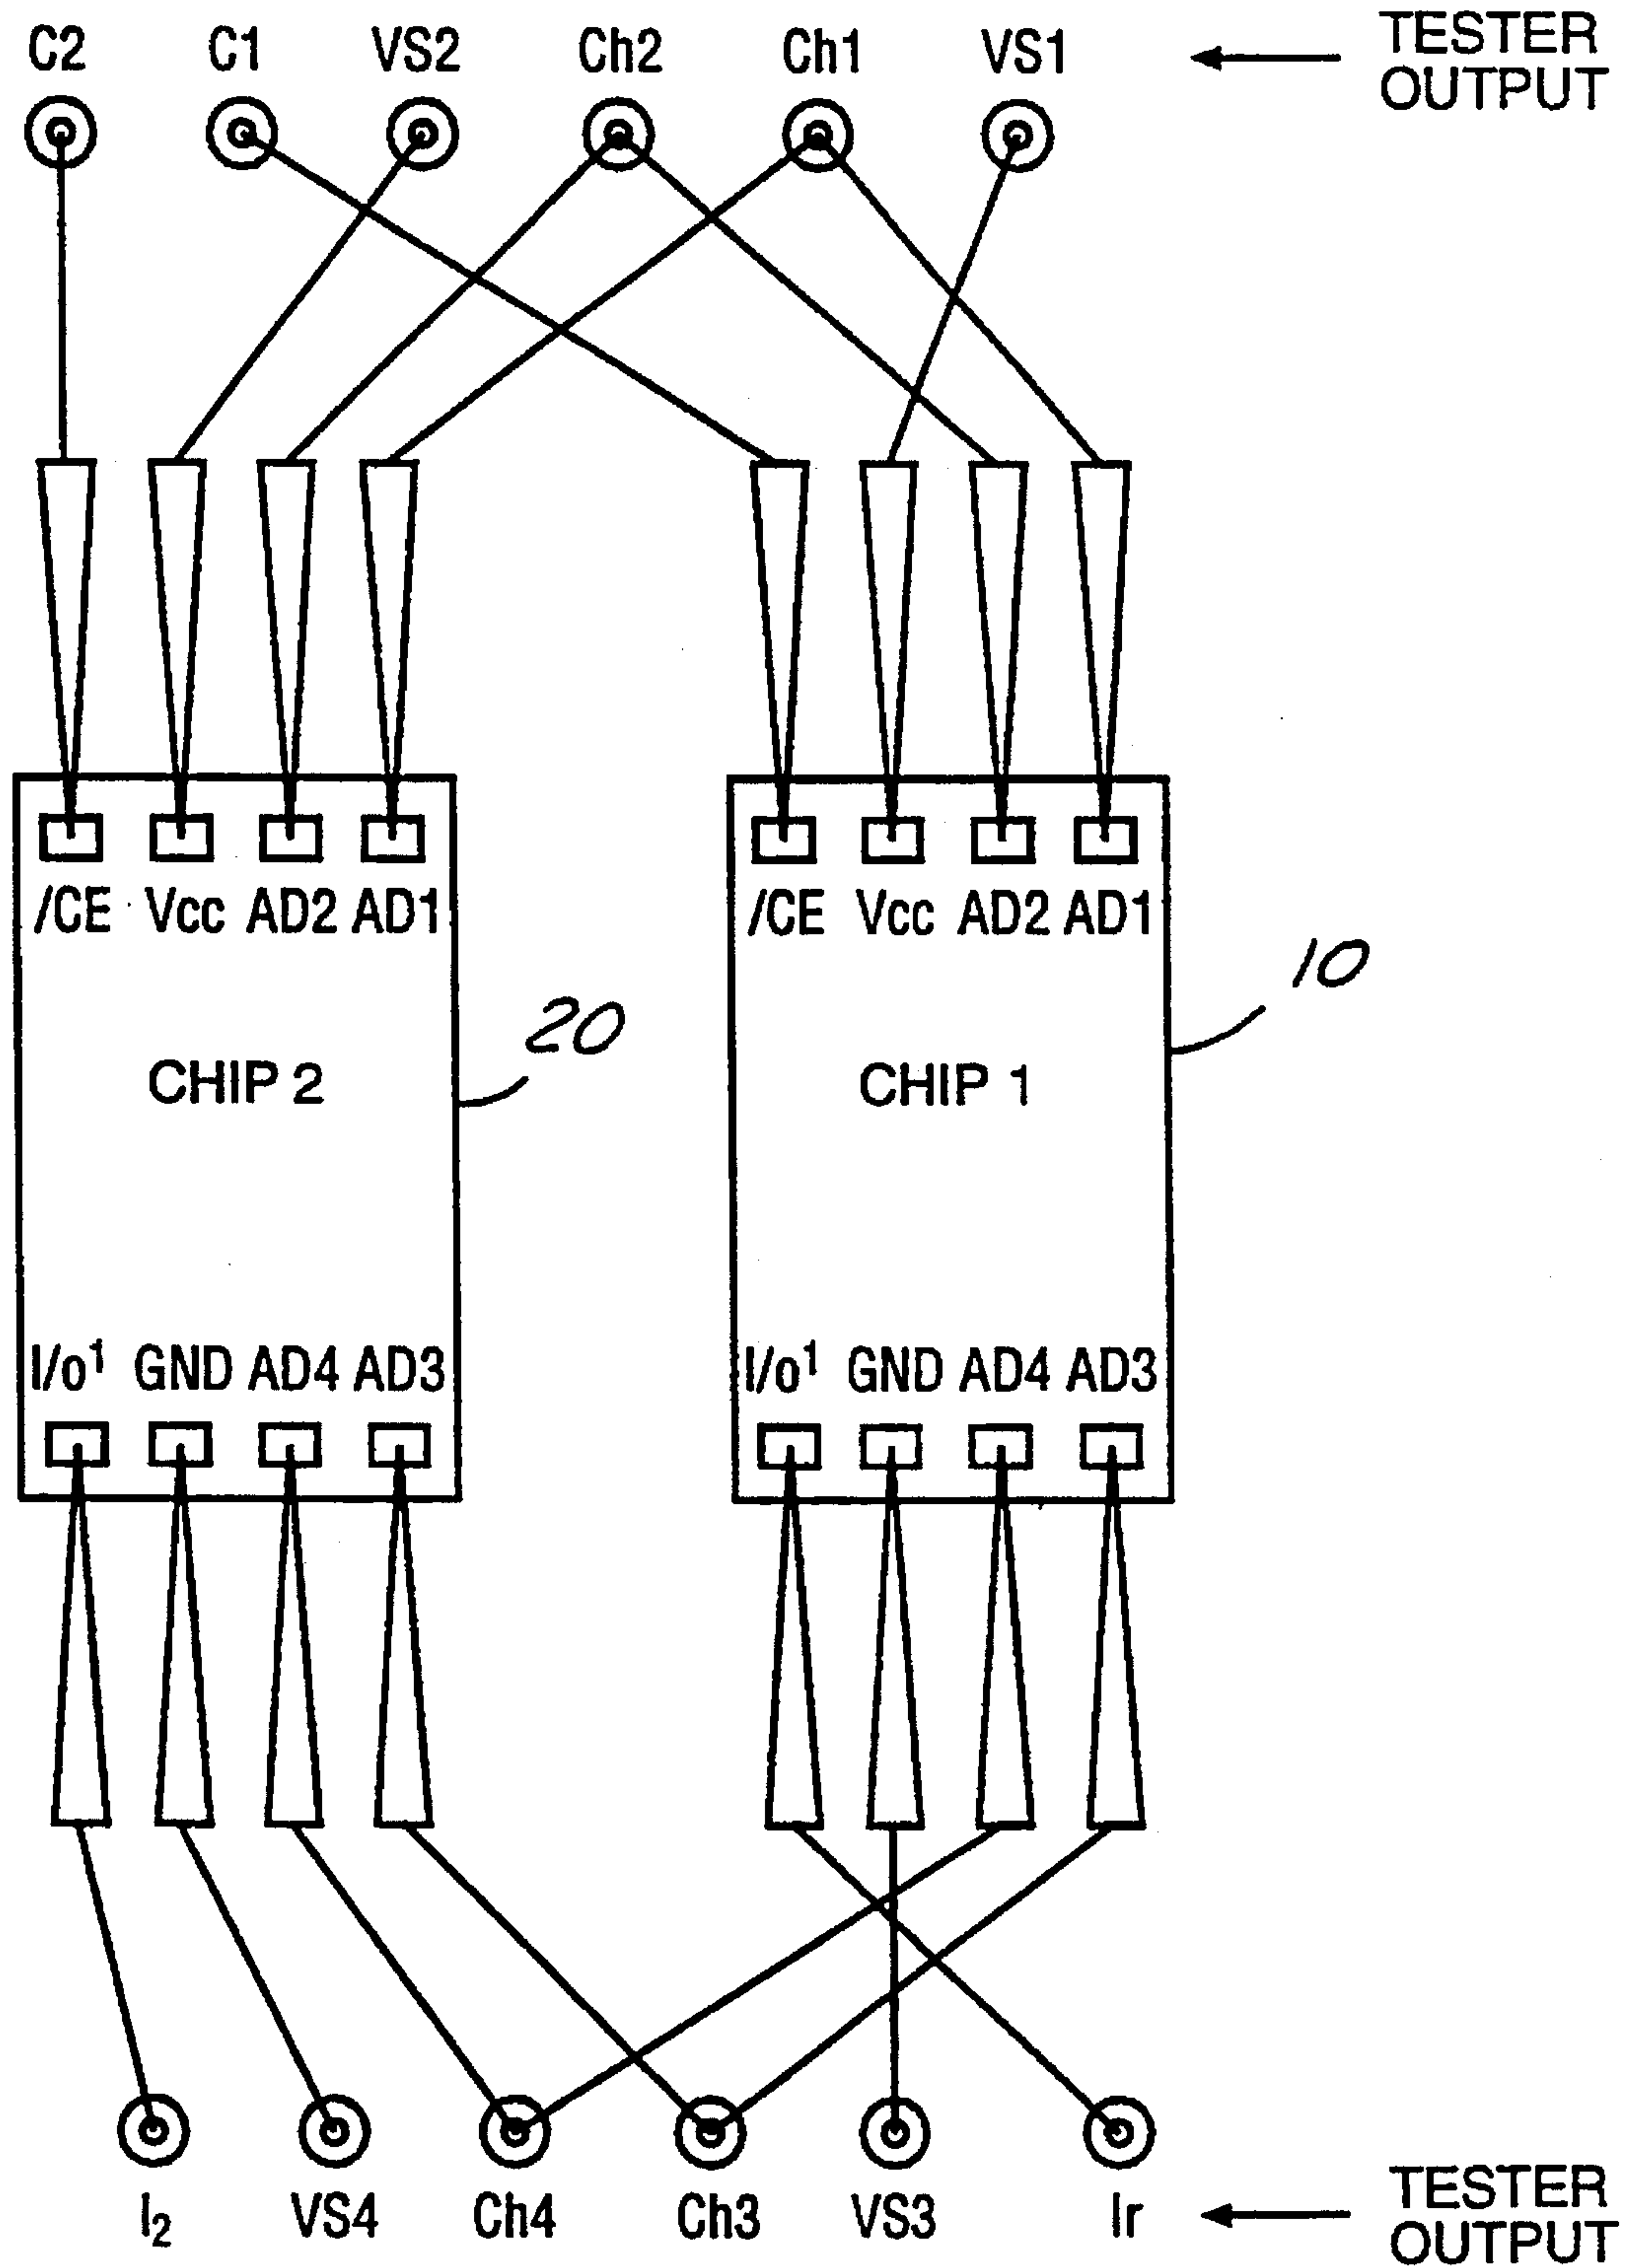 C2 C1 VS2 Ch2 Ch1 VS1 TESTER
OUTPUT
/CE Vcc AD2 AD1 /CE Vcc AD2 AD1
10
20
CHIP 2 CHIP 1
I/o¹ GND AD4 AD3 I/o¹ GND AD4 AD3
I₂ VS4 Ch4 Ch3 VS3 Ir TESTER
OUTPUT